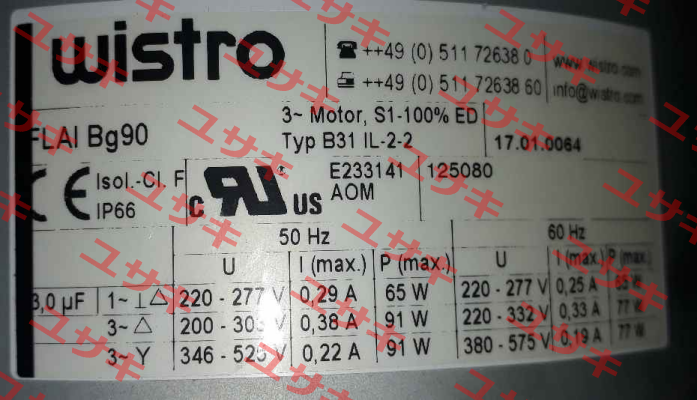 wistro
☎ ++49 (0) 511 72638 0
++49 (0) 511 72638 60
www.wistro.com
info@wistro.com
FLAI Bg90
3~ Motor, S1-100% ED
Typ B31 IL-2-2
17.01.0064
CE Isol.-Cl. F
IP66
C RU US
E233141
AOM
125080
50 Hz 60 Hz
U I (max.) P (max.) U I (max.) P (max.)
3,0 µF 1~ ⊥ △ 220 - 277 V 0,29 A 65 W 220 - 277 V 0,25 A 65 W
3~ △ 200 - 303 V 0,38 A 91 W 220 - 332 V 0,33 A 77 W
3~ Y 346 - 525 V 0,22 A 91 W 380 - 575 V 0,19 A 77 W
ユサキ